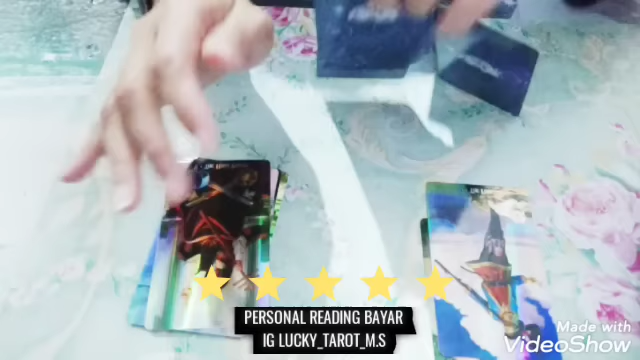 PERSONAL READING BAYAR
IG LUCKY_TAROT_M.S
Made with
VideoShow